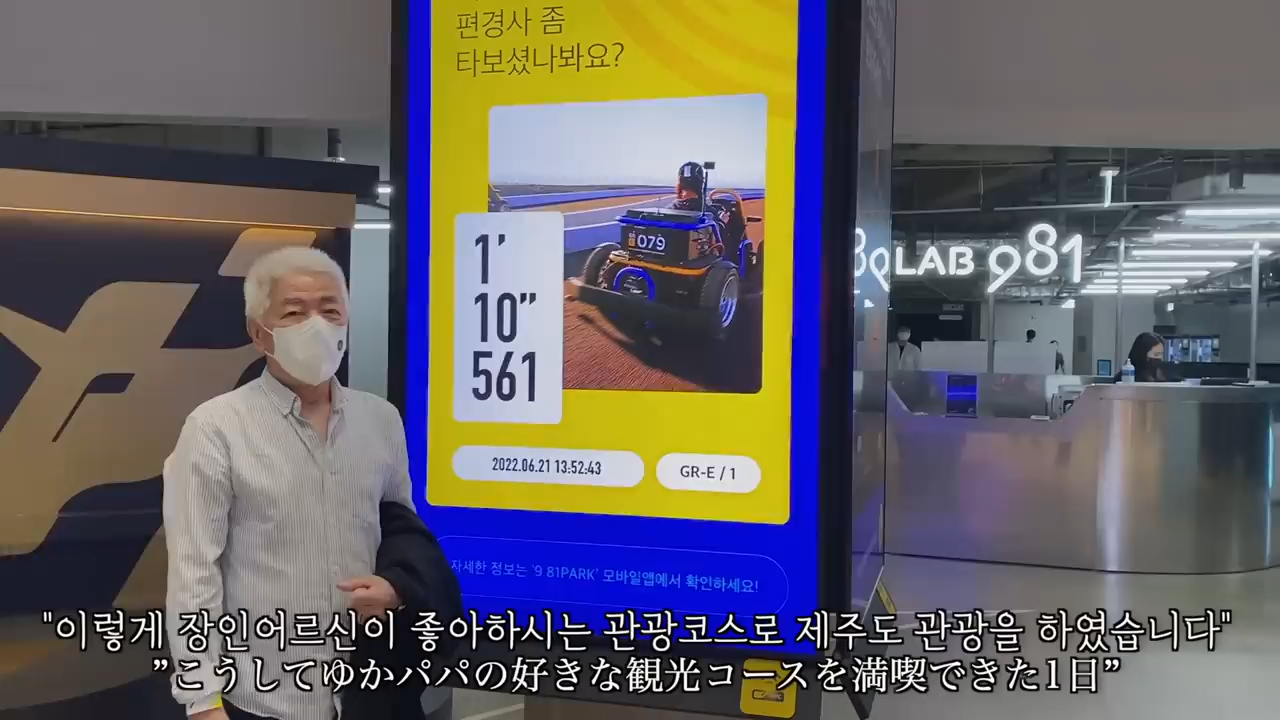 편경사 좀
타보셨나봐요?
079
1'
10"
561
2022.06.21 13:52:43
GR-E / 1
자세한 정보는 '9.81PARK' 모바일앱에서 확인하세요!
LAB 981
"이렇게 장인어르신이 좋아하시는 관광코스로 제주도 관광을 하였습니다"
”こうしてゆかパパの好きな観光コースを満喫できた1日”